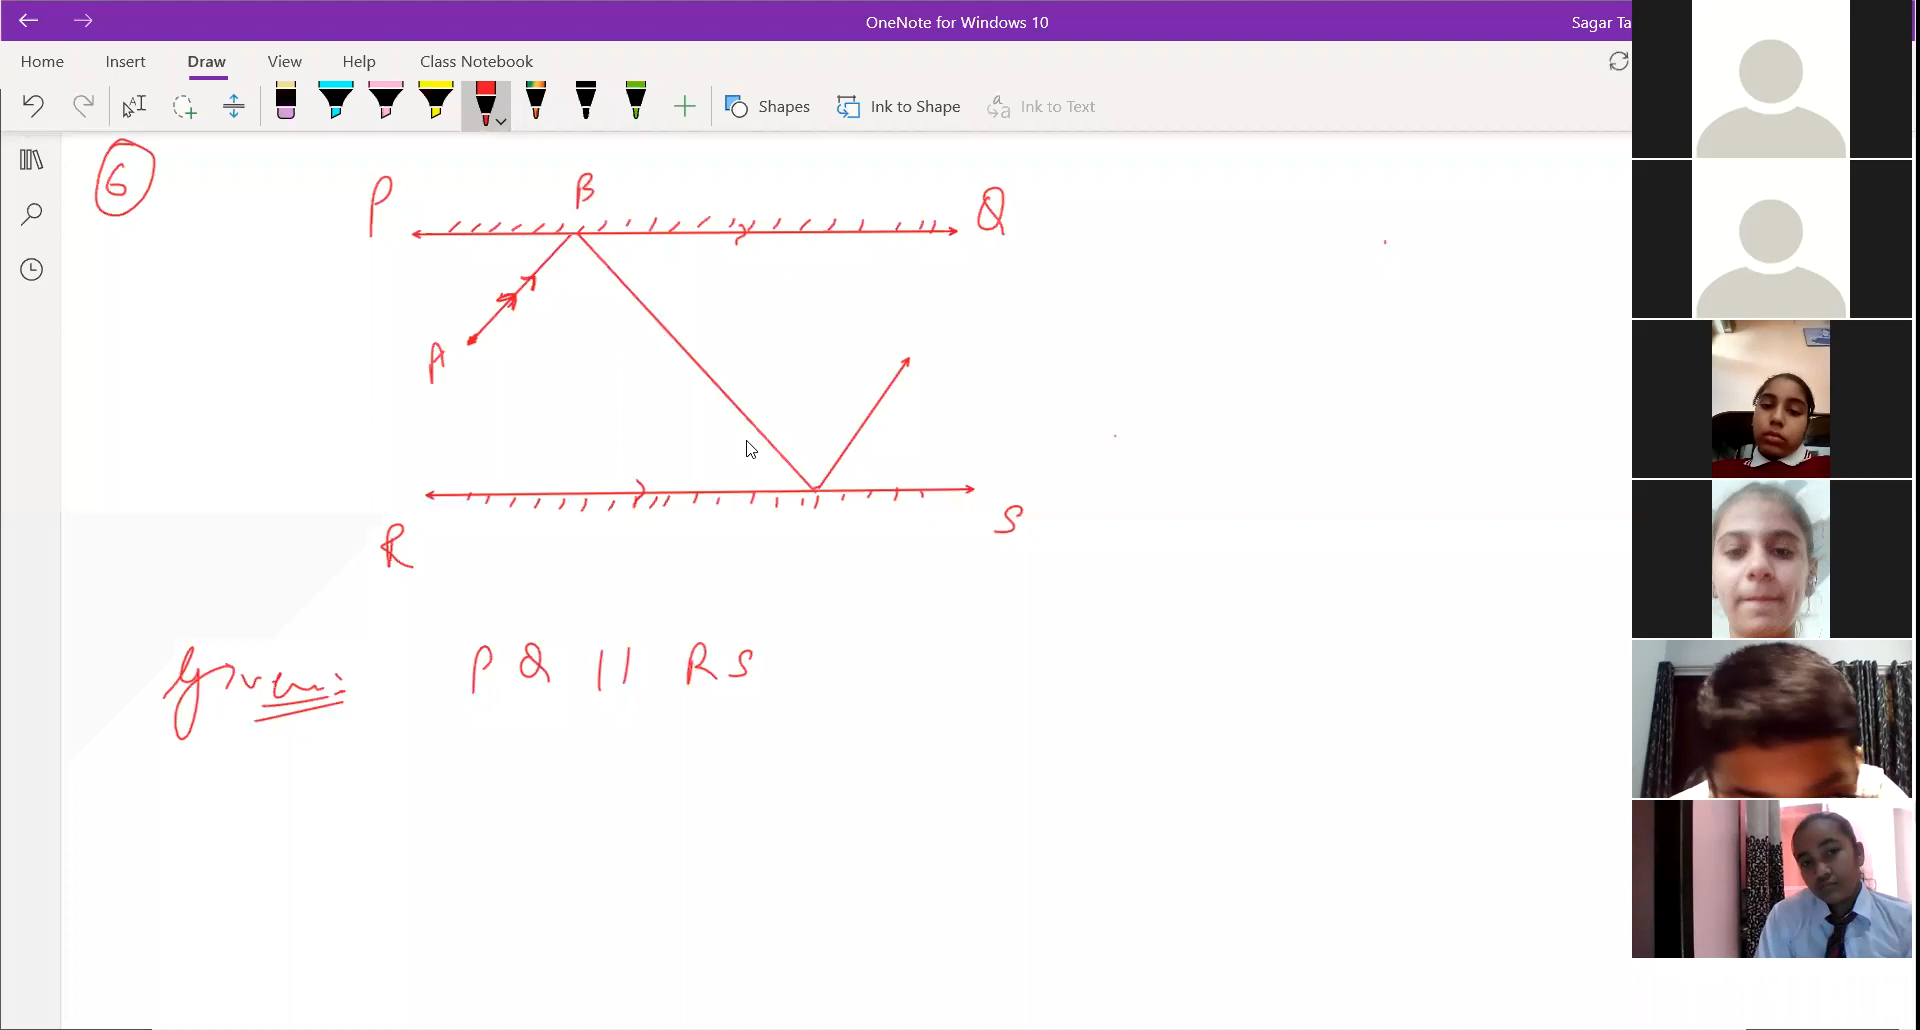 OneNote for Windows 10
Sagar Ta
Home Insert Draw View Help Class Notebook
Shapes Ink to Shape Ink to Text
6
P B Q
A
R S
Given:
PQ || RS